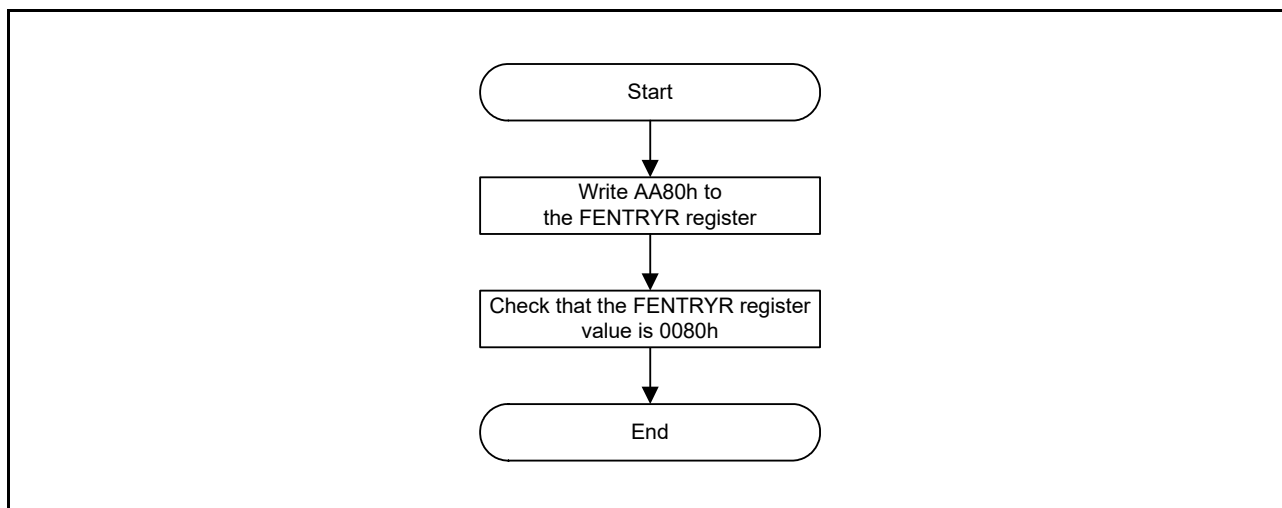 Start
Write AA80h to
the FENTRYR register
Check that the FENTRYR register
value is 0080h
End